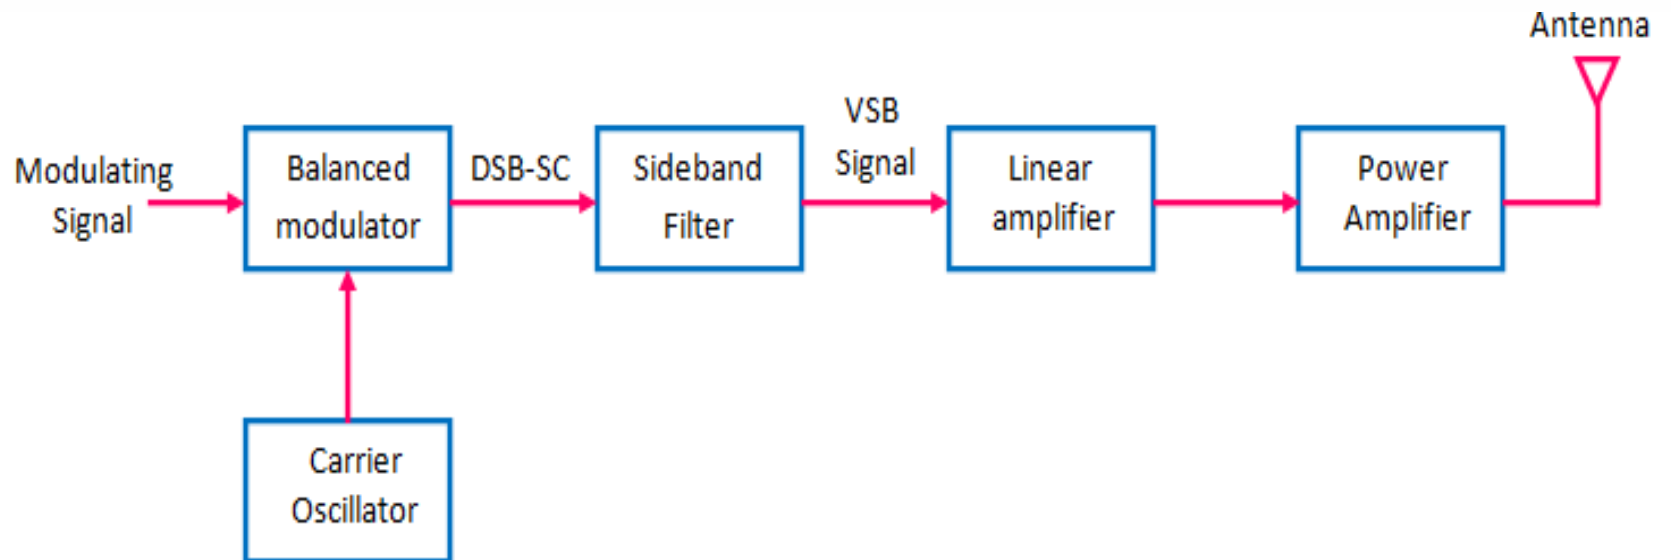 Antenna
Modulating
Signal
Balanced
modulator
DSB-SC
Sideband
Filter
VSB
Signal
Linear
amplifier
Power
Amplifier
Carrier
Oscillator